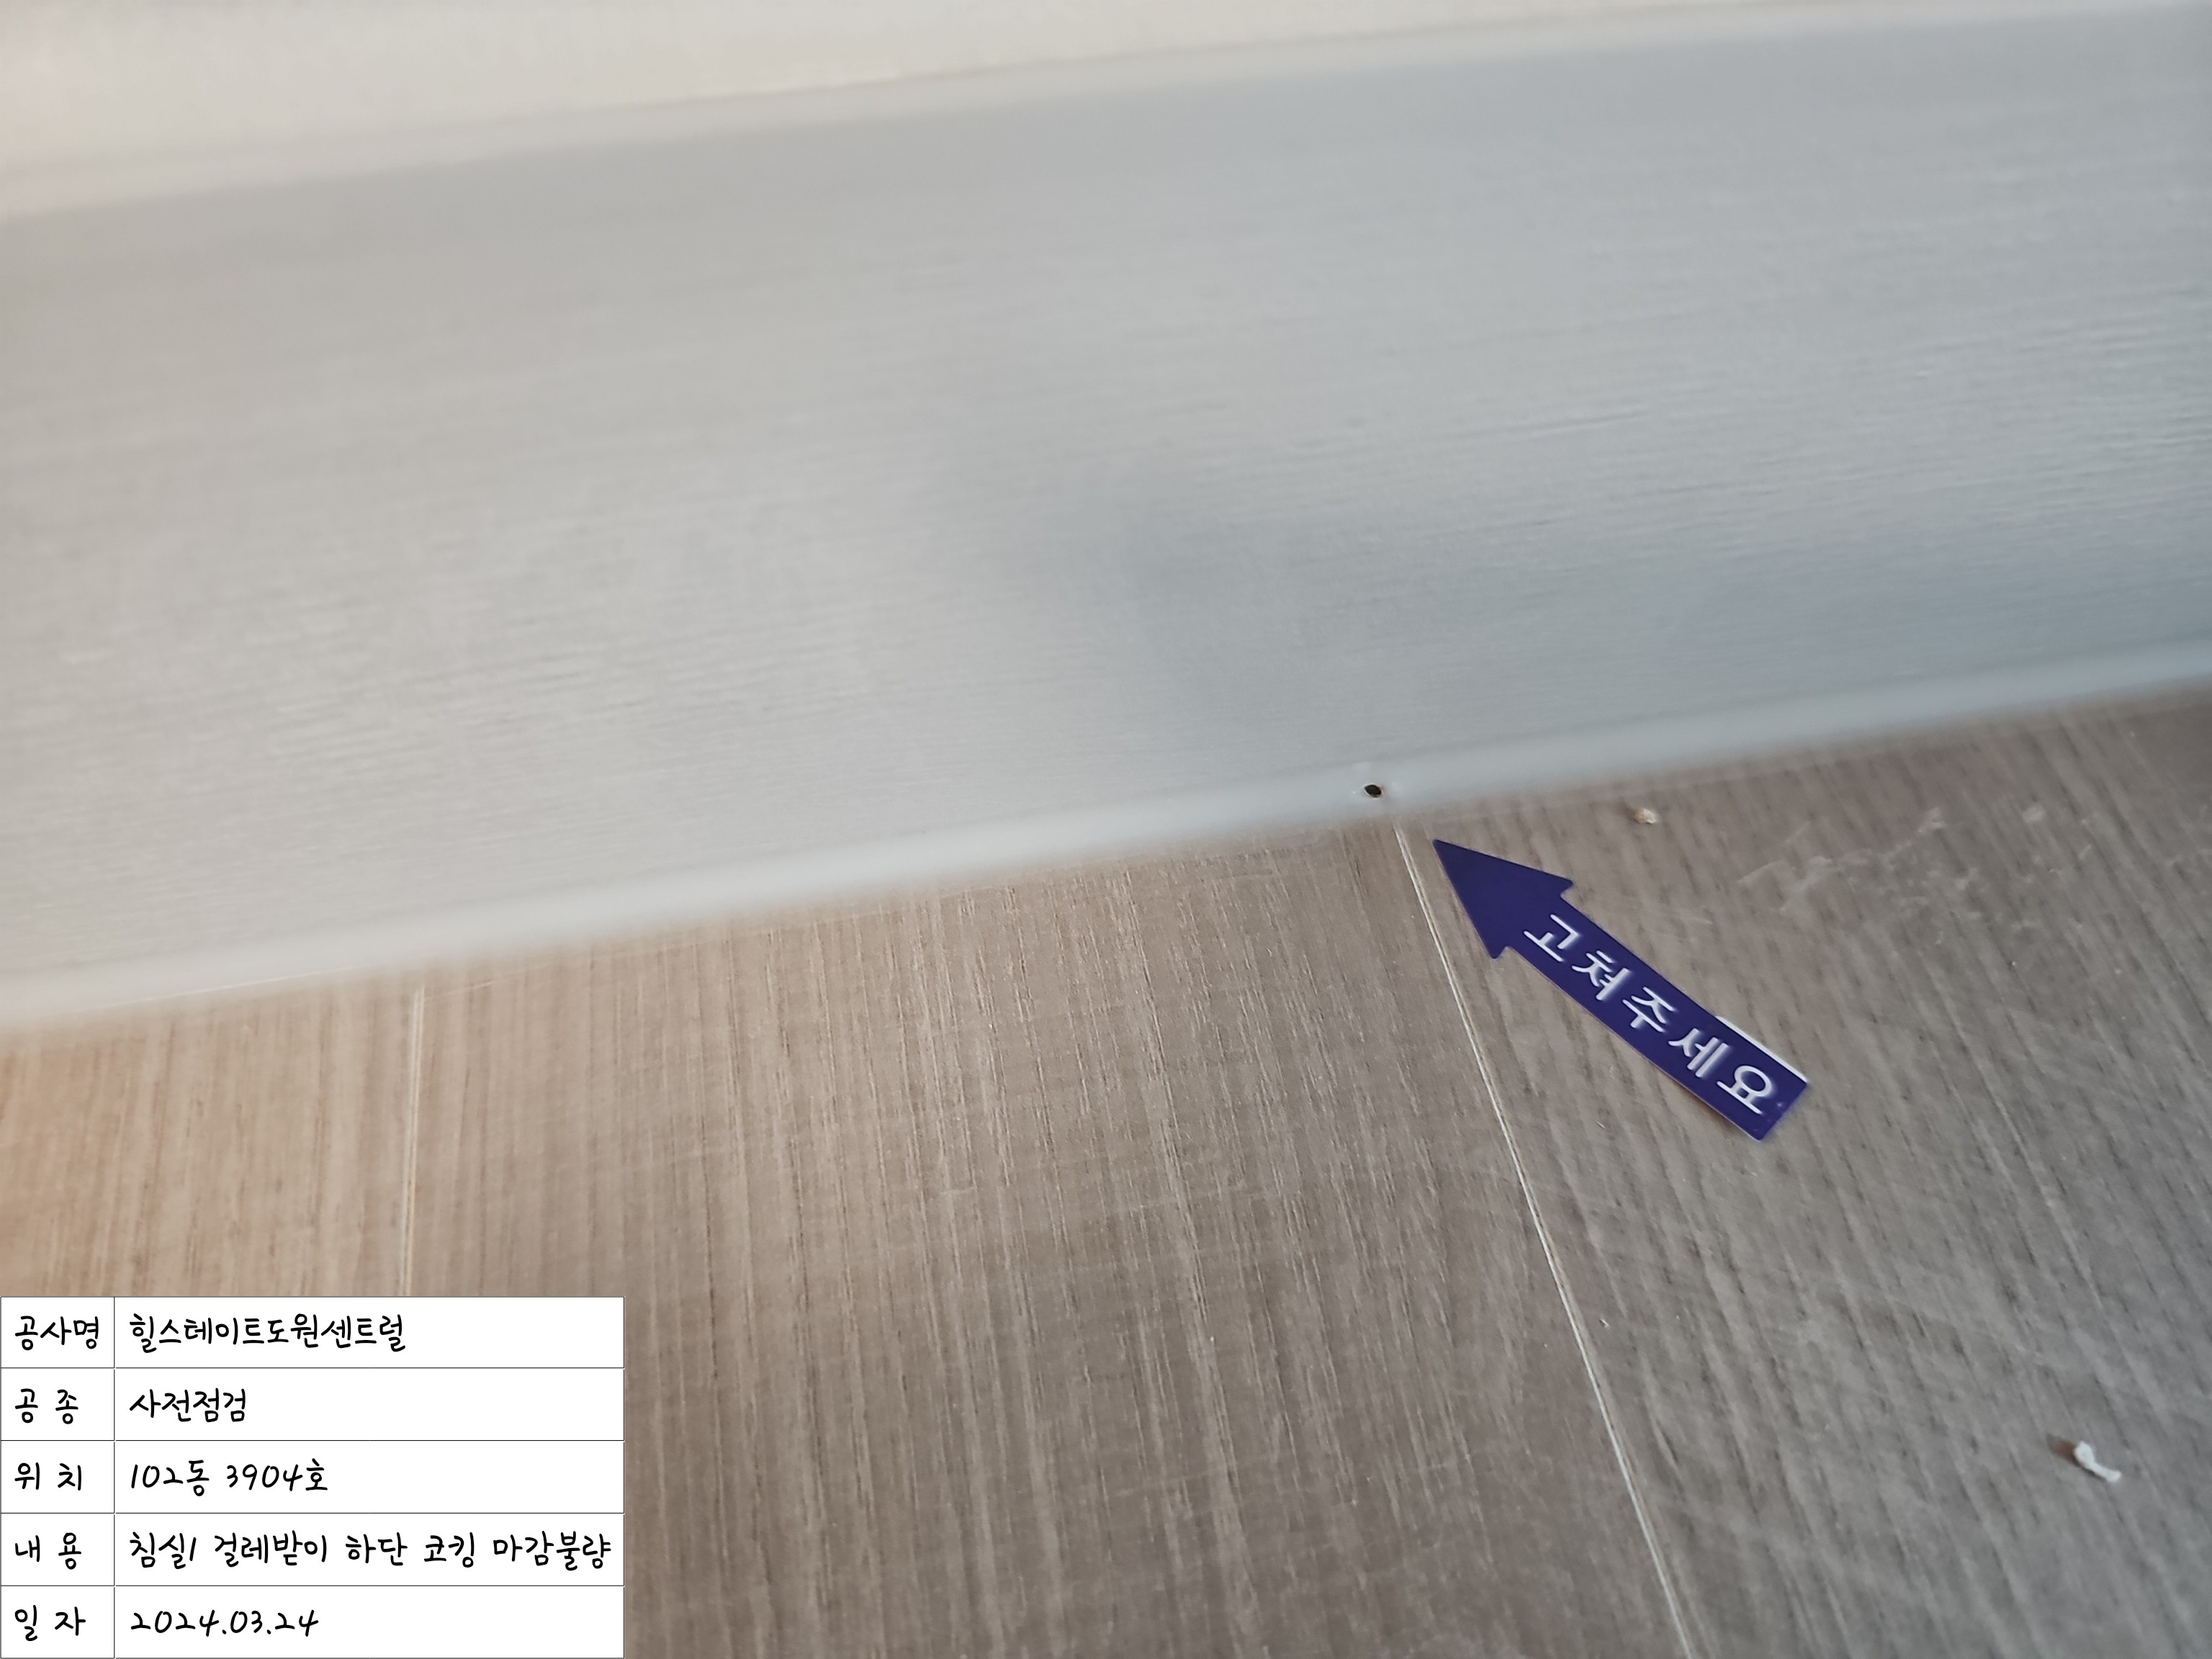 고쳐주세요
공사명 힐스테이트도원센트럴
공 종 사전점검
위 치 102동 3904호
내 용 침실1 걸레받이 하단 코킹 마감불량
일 자 2024.03.24